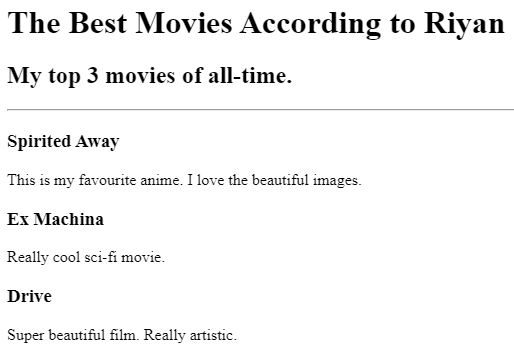 The Best Movies According to Riyan
My top 3 movies of all-time.
Spirited Away
This is my favourite anime. I love the beautiful images.
Ex Machina
Really cool sci-fi movie.
Drive
Super beautiful film. Really artistic.